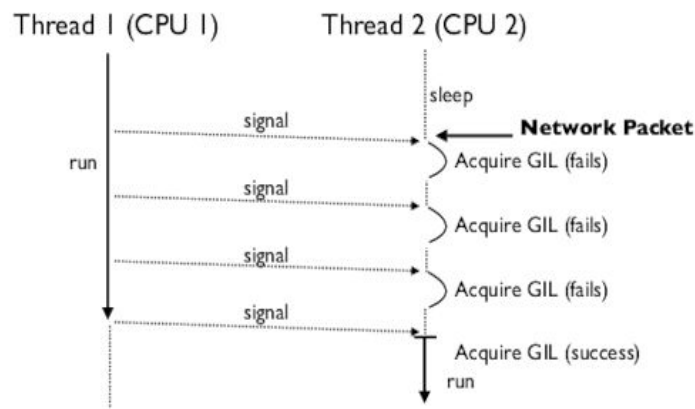 Thread 1 (CPU 1)
Thread 2 (CPU 2)
sleep
signal
Network Packet
run
Acquire GIL (fails)
signal
Acquire GIL (fails)
signal
Acquire GIL (fails)
signal
Acquire GIL (success)
run